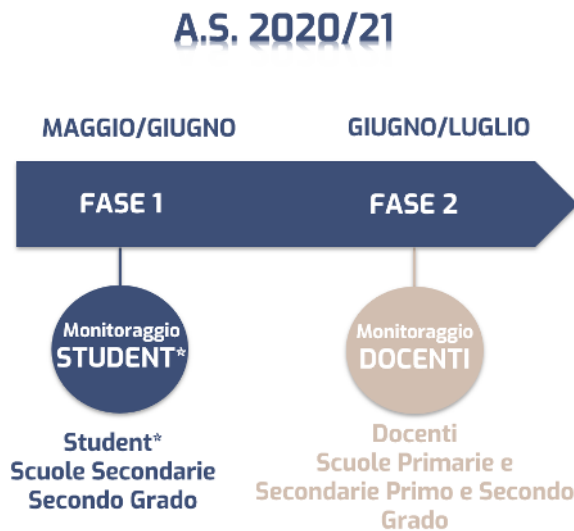 A.S. 2020/21
MAGGIO/GIUGNO
GIUGNO/LUGLIO
FASE 1
FASE 2
Monitoraggio
STUDENT*
Monitoraggio
DOCENTI
Student*
Scuole Secondarie
Secondo Grado
Docenti
Scuole Primarie e
Secondarie Primo e Secondo
Grado